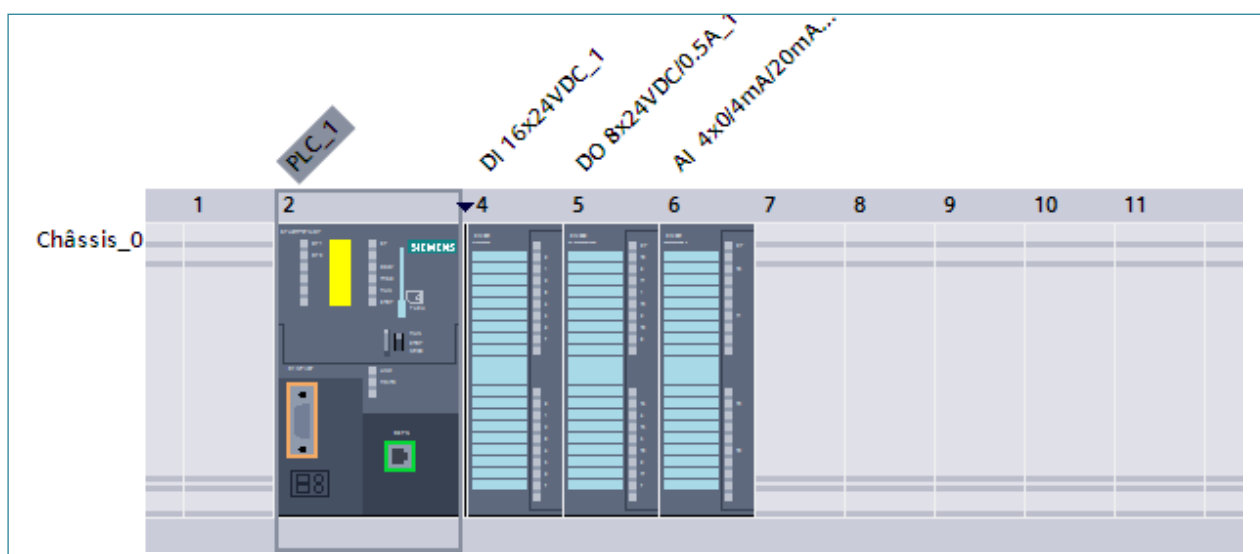 PLC_1
DI 16x24VDC_1
DO 8x24VDC/0.5A_1
AI 4x0/4mA/20mA...
1 2 4 5 6 7 8 9 10 11
Châssis_0
SIEMENS